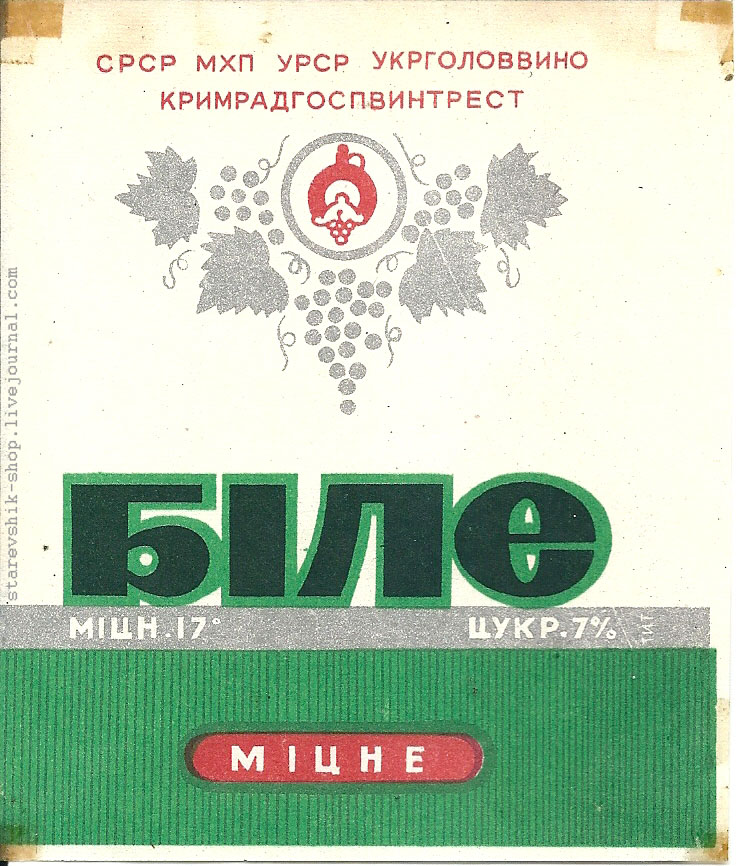 СРСР МХП УРСР УКРГОЛОВВИНО
КРИМРАДГОСПВИНТРЕСТ
БІЛЕ
МІЦН.17° ЦУКР.7%
МІЦНЕ
starevshik-shop.livejournal.com